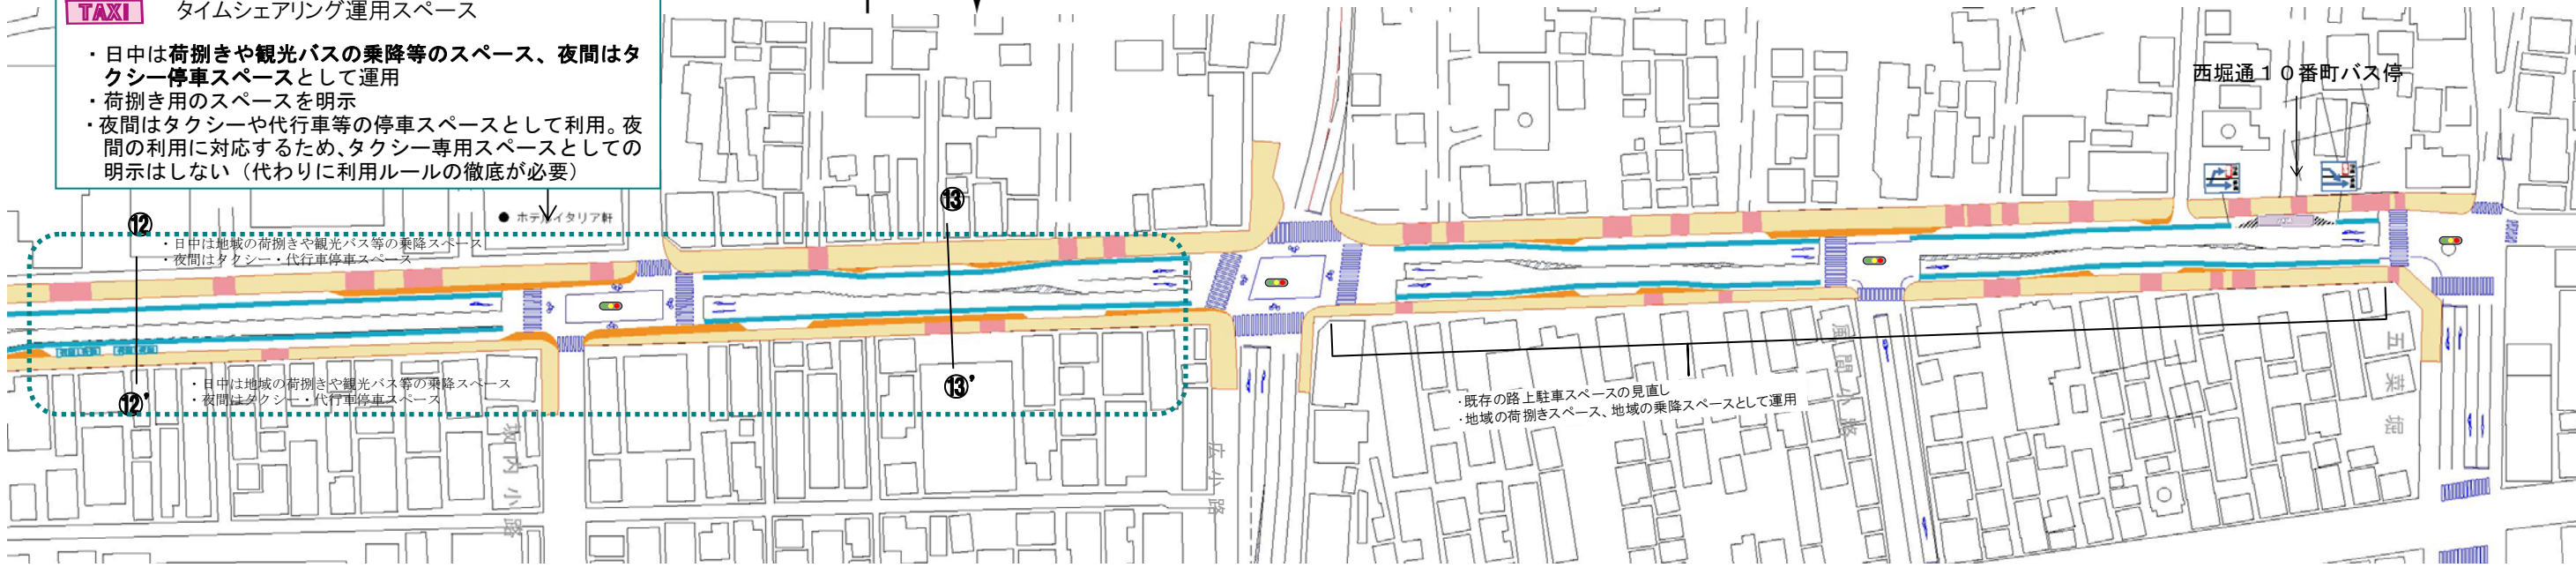 TAXI タイムシェアリング運用スペース
・日中は荷捌きや観光バスの乗降等のスペース、夜間はタ
クシー停車スペースとして運用
・荷捌き用のスペースを明示
・夜間はタクシーや代行車等の停車スペースとして利用。夜
間の利用に対応するため、タクシー専用スペースとしての
明示はしない（代わりに利用ルールの徹底が必要）
西堀通１０番町バス停
● ホテルイタリア軒
⑫
⑬
・日中は地域の荷捌きや観光バス等の乗降スペース
・夜間はタクシー・代行車停車スペース
・日中は地域の荷捌きや観光バス等の乗降スペース
・夜間はタクシー・代行車停車スペース
⑫'
⑬'
・既存の路上駐車スペースの見直し
・地域の荷捌きスペース、地域の乗降スペースとして運用
坂内小路
広小路
風間小路
五菜堀